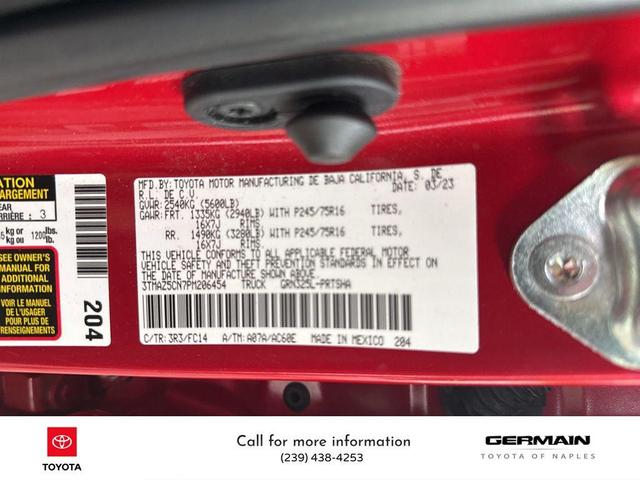 ATION
ARGEMENT
EAR
RRIÈRE : 3
5 kg or 1200 lbs.
kg ou lb.
SEE OWNER'S
MANUAL FOR
ADDITIONAL
INFORMATION
VOIR LE MANUEL
DE L'USAGER
POUR PLUS DE
RENSEIGNEMENTS
204
MFD.BY:TOYOTA MOTOR MANUFACTURING DE BAJA CALIFORNIA, S. DE
R.L. DE C.V DATE: 03/23
GVWR: 2540KG (5600LB)
GAWR:FRT. 1335KG (2940LB) WITH P245/75R16 TIRES,
16X7J RIMS,
RR. 1490KG (3280LB) WITH P245/75R16 TIRES,
16X7J RIMS.
THIS VEHICLE CONFORMS TO ALL APPLICABLE FEDERAL MOTOR
VEHICLE SAFETY AND THEFT PREVENTION STANDARDS IN EFFECT ON
THE DATE OF MANUFACTURE SHOWN ABOVE.
3TMAZ5CN7PM206454 TRUCK GRN325L-PRTSHA
C/TR: 3R3/FC14 A/TM: A07A/AC60E MADE IN MEXICO 204
TOYOTA
Call for more information
(239) 438-4253
GERMAIN
TOYOTA OF NAPLES